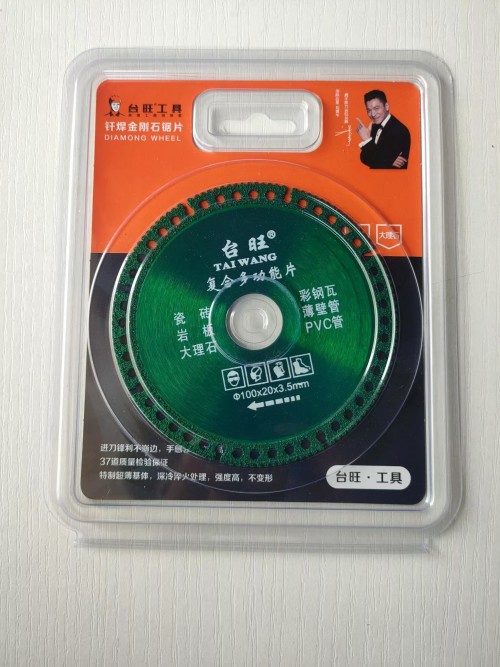 台旺工具
钎焊金刚石锯片
DIAMONG WHEEL
大理石
台旺®
TAI WANG
复合多功能片
瓷砖
岩板
大理石
彩钢瓦
薄壁管
PVC管
Φ100x20x3.5mm
进刀锋利不崩边，手感
37道质量检验保证
特制超薄基体，深冷淬火处理，强度高，不变形
台旺·工具